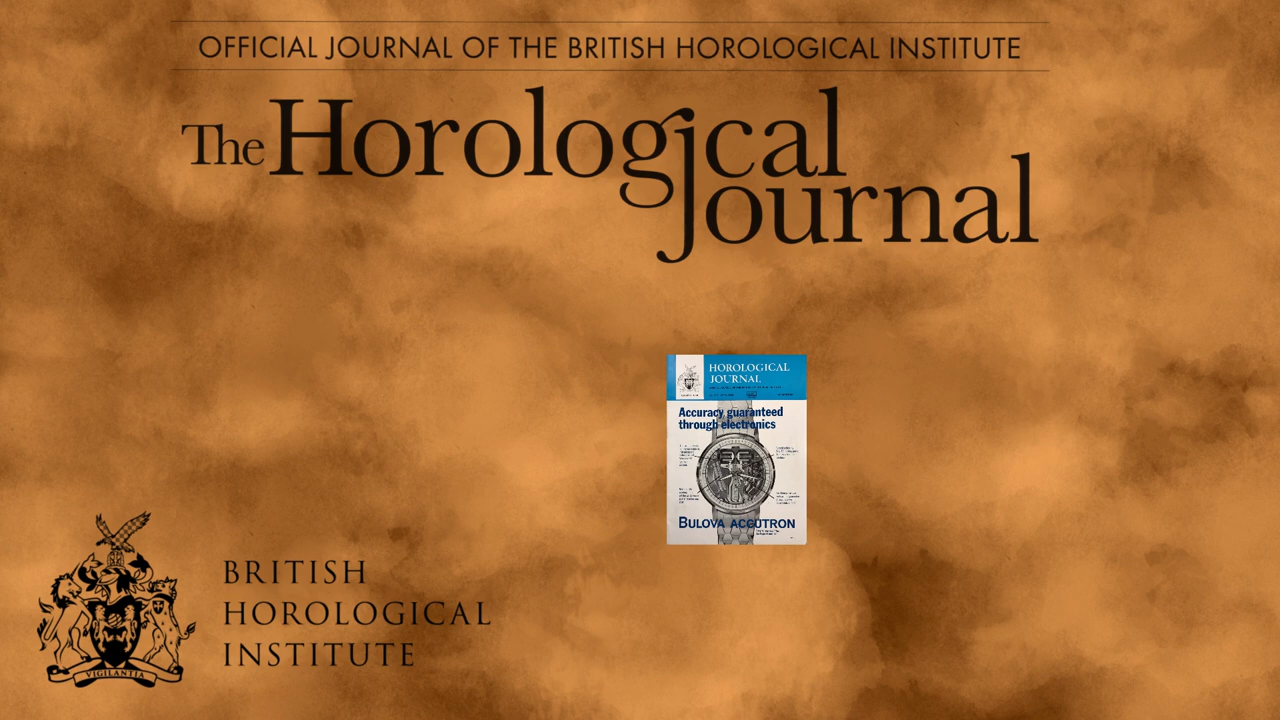 OFFICIAL JOURNAL OF THE BRITISH HOROLOGICAL INSTITUTE
The Horological
Journal
HOROLOGICAL
JOURNAL
Accuracy guaranteed
through electronics
BULOVA ACCUTRON
BRITISH
HOROLOGICAL
INSTITUTE
VIGILANTIA